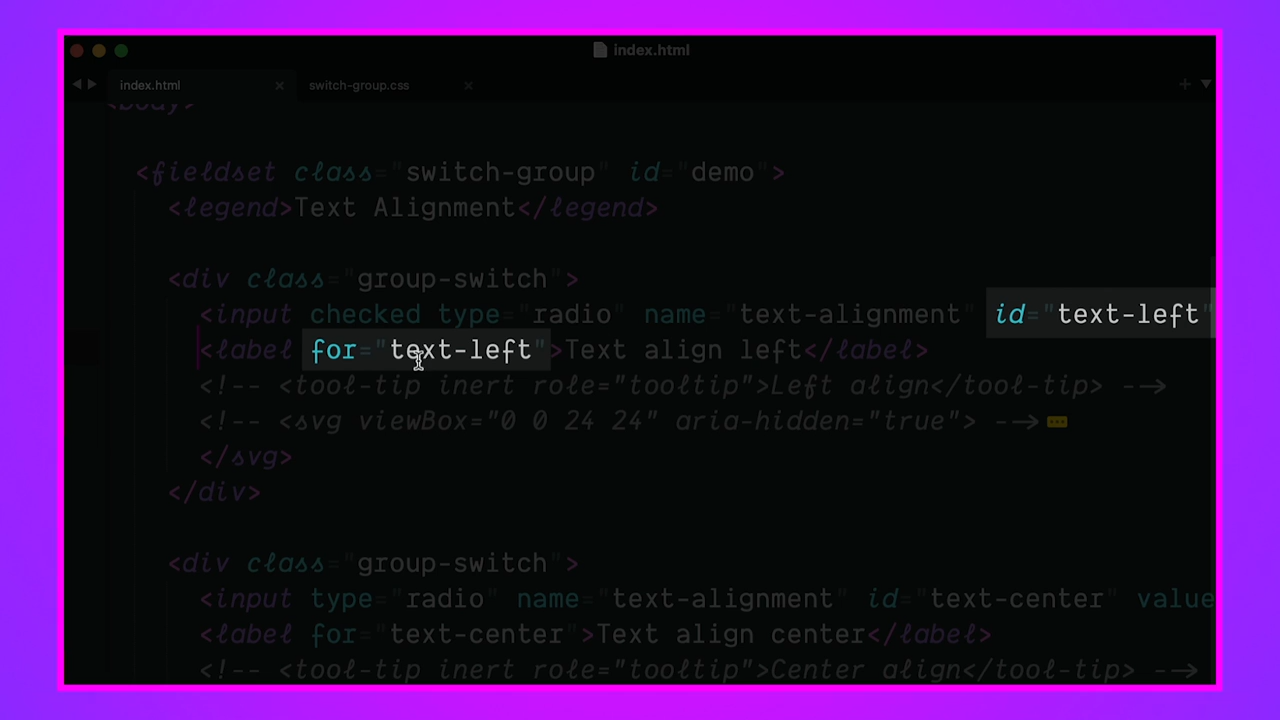 index.html
index.html
switch-group.css
<body>
<fieldset class="switch-group" id="demo">
<legend>Text Alignment</legend>
<div class="group-switch">
<input checked type="radio" name="text-alignment" id="text-left"
<label for="text-left">Text align left</label>
<!-- <tool-tip inert role="tooltip">Left align</tool-tip> -->
<!-- <svg viewBox="0 0 24 24" aria-hidden="true"> -->
</svg>
</div>
<div class="group-switch">
<input type="radio" name="text-alignment" id="text-center" value
<label for="text-center">Text align center</label>
<!-- <tool-tip inert role="tooltip">Center align</tool-tip> -->